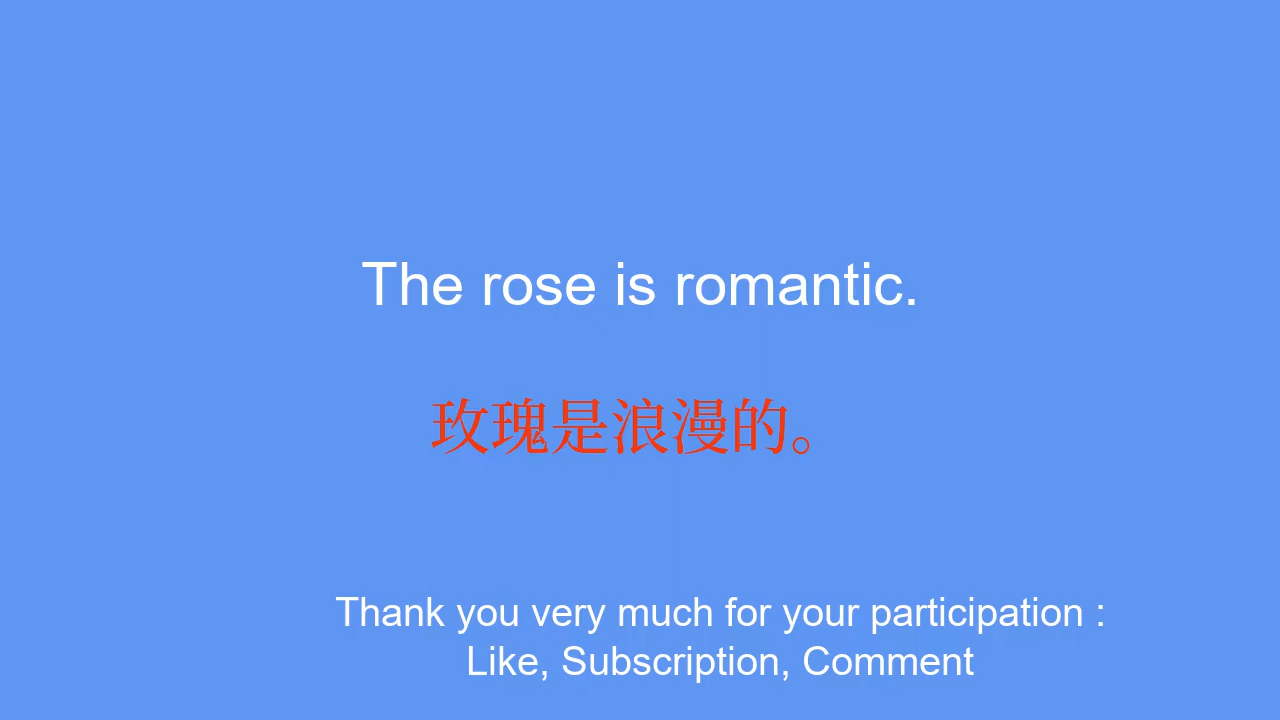 The rose is romantic.
玫瑰是浪漫的。
Thank you very much for your participation :
Like, Subscription, Comment